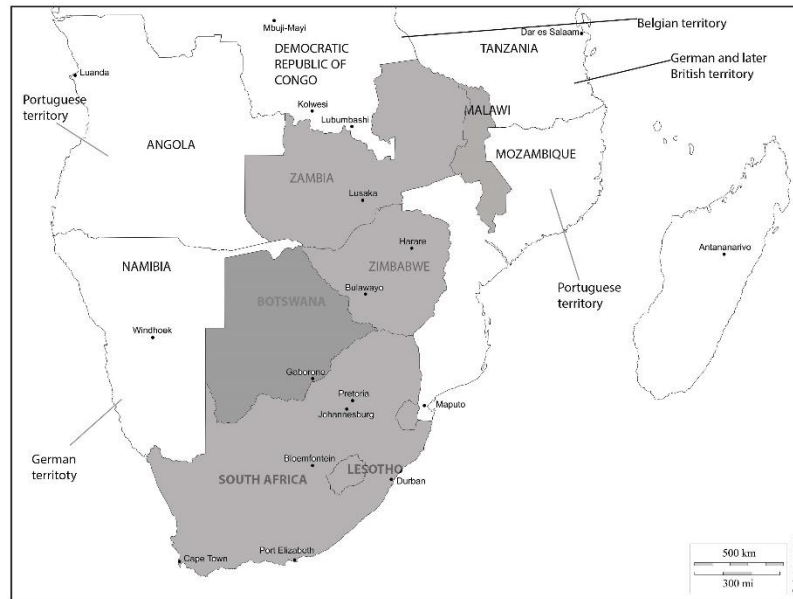 Mbuji-Mayi
Belgian territory
Dar es Salaam
DEMOCRATIC
REPUBLIC OF
CONGO
TANZANIA
German and later
British territory
Luanda
Portuguese
territory
Kolwesi
Lubumbashi
MALAWI
ANGOLA
MOZAMBIQUE
ZAMBIA
Lusaka
Harare
Antananarivo
NAMIBIA
ZIMBABWE
Bulawayo
Portuguese
territory
BOTSWANA
Windhoek
Gaborone
Pretoria
Johannesburg
Maputo
German
territoty
Bloemfontein
LESOTHO
SOUTH AFRICA
Durban
Cape Town
Port Elizabeth
500 km
300 mi